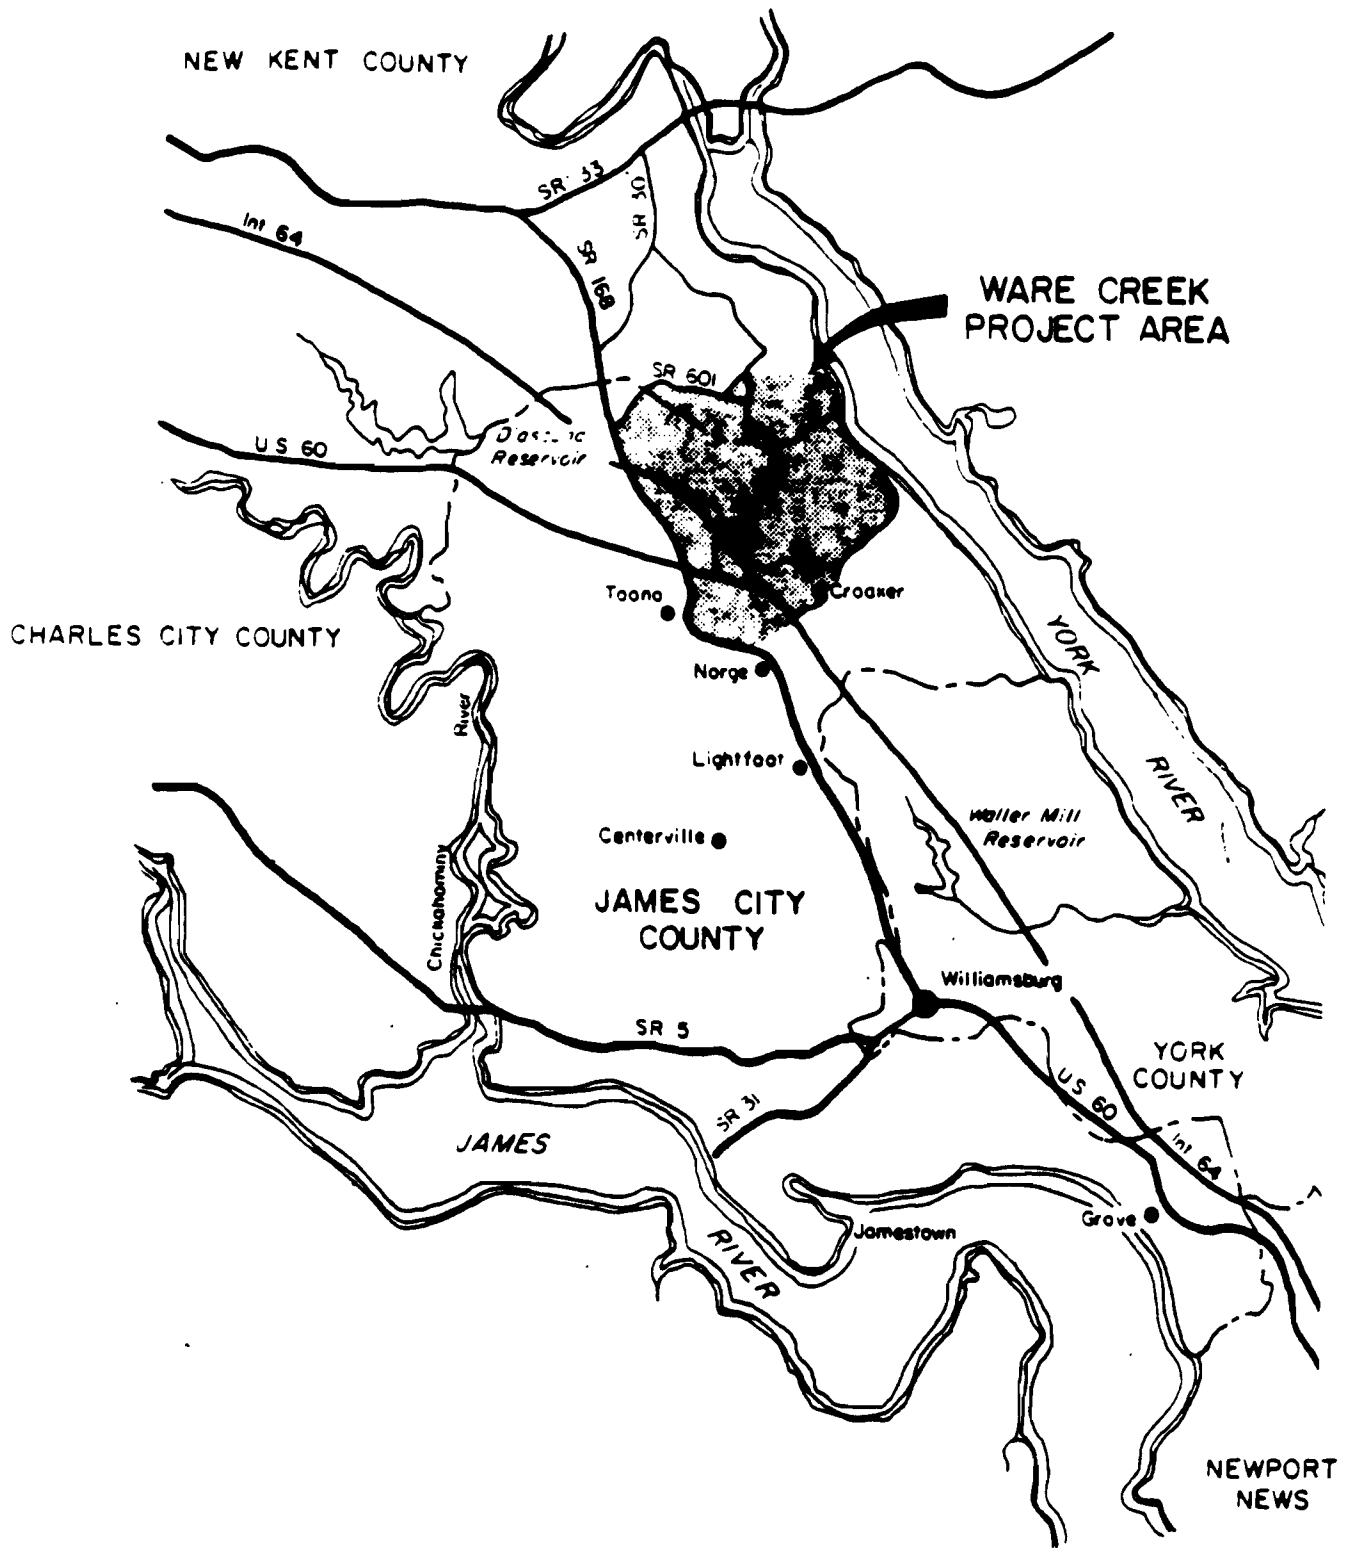 NEW KENT COUNTY
SR 33
SR 30
Int 64
SR 168
WARE CREEK
PROJECT AREA
SR 601
US 60
Reservoir
Toano
Croaker
CHARLES CITY COUNTY
YORK
RIVER
Norge
River
Lightfoot
Waller Mill
Reservoir
Centerville
Chickahominy
JAMES CITY
COUNTY
Williamsburg
SR 5
YORK
COUNTY
US 60
SR 31
Int 64
JAMES
RIVER
Jamestown
Grove
NEWPORT
NEWS